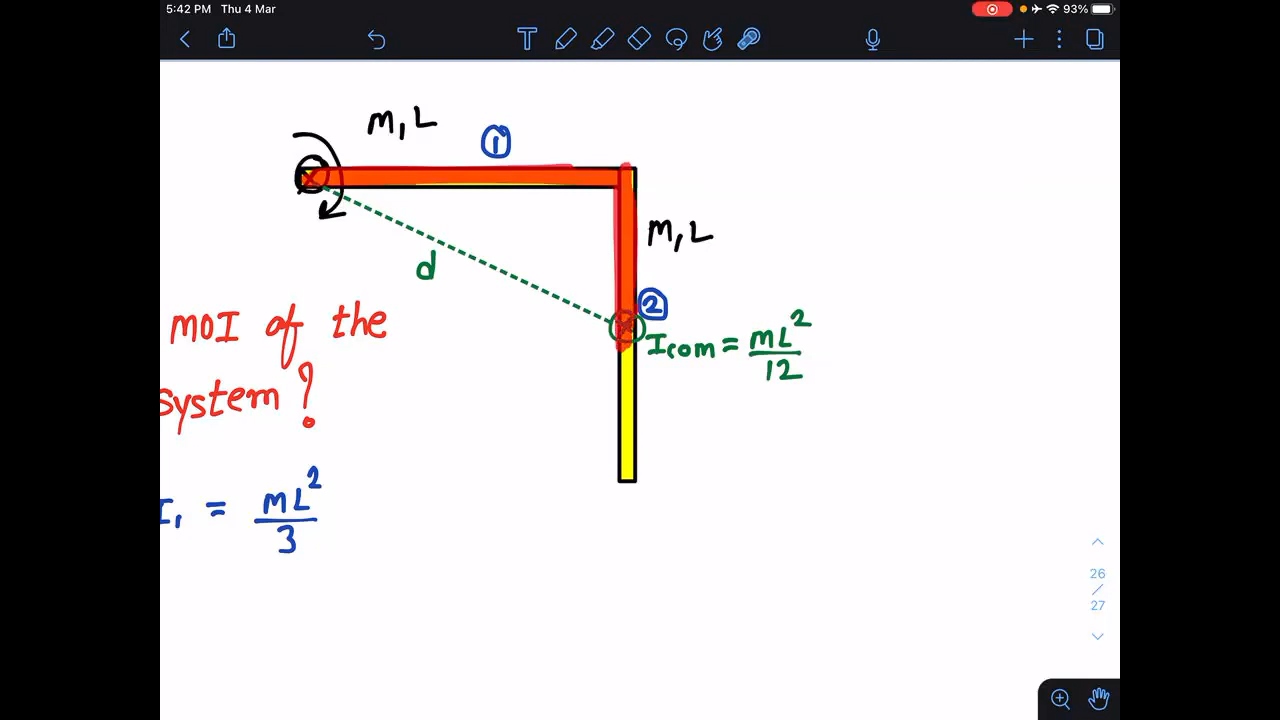 5:42 PM Thu 4 Mar
93%
m, L
①
m, L
d
②
MOI of the
system?
Icom = mL²/12
I₁ = mL²/3
26
/
27